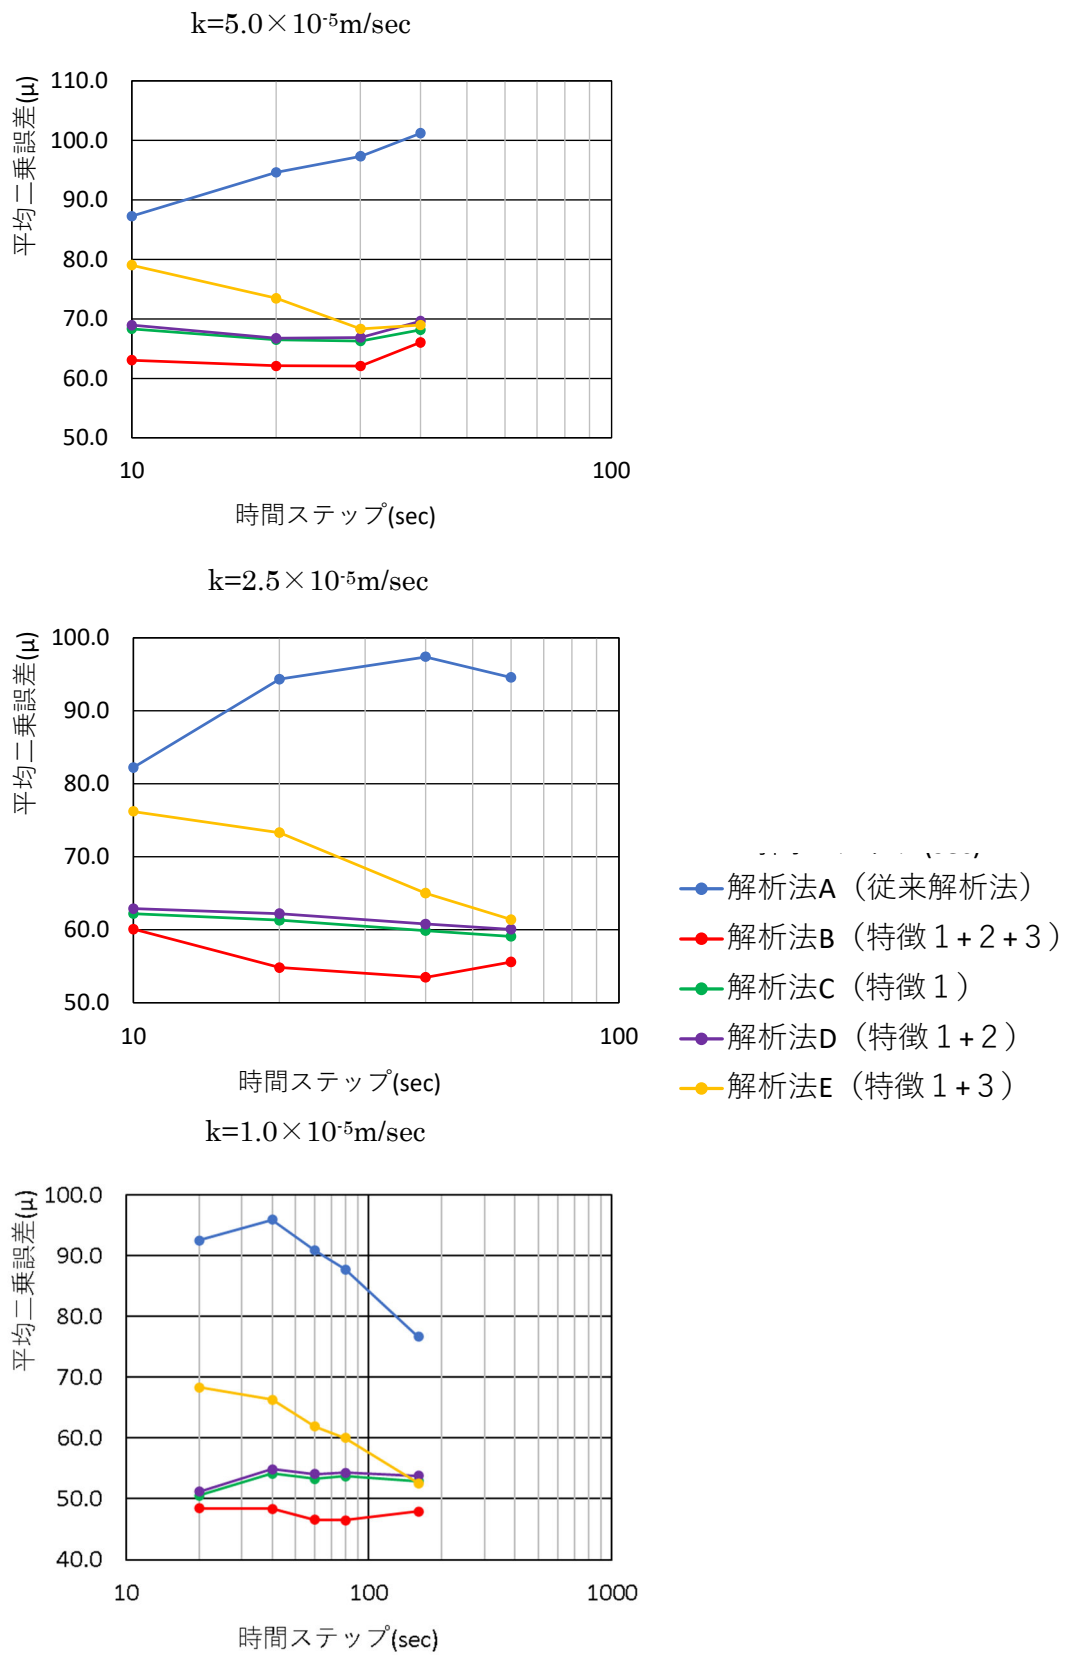 k=5.0×10⁻⁵m/sec
平均二乗誤差(μ)
110.0
100.0
90.0
80.0
70.0
60.0
50.0
10
100
時間ステップ(sec)
k=2.5×10⁻⁵m/sec
平均二乗誤差(μ)
100.0
90.0
80.0
70.0
60.0
50.0
10
100
時間ステップ(sec)
解析法A（従来解析法）
解析法B（特徴１+２+３）
解析法C（特徴１）
解析法D（特徴１+２）
解析法E（特徴１+３）
k=1.0×10⁻⁵m/sec
平均二乗誤差(μ)
100.0
90.0
80.0
70.0
60.0
50.0
40.0
10
100
1000
時間ステップ(sec)